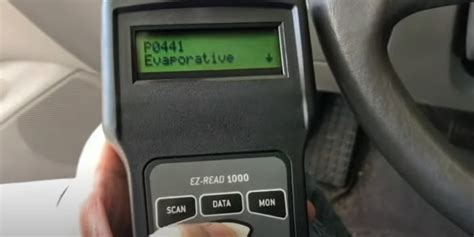 P0441
Evaporative
EZ-READ 1000
SCAN DATA MON